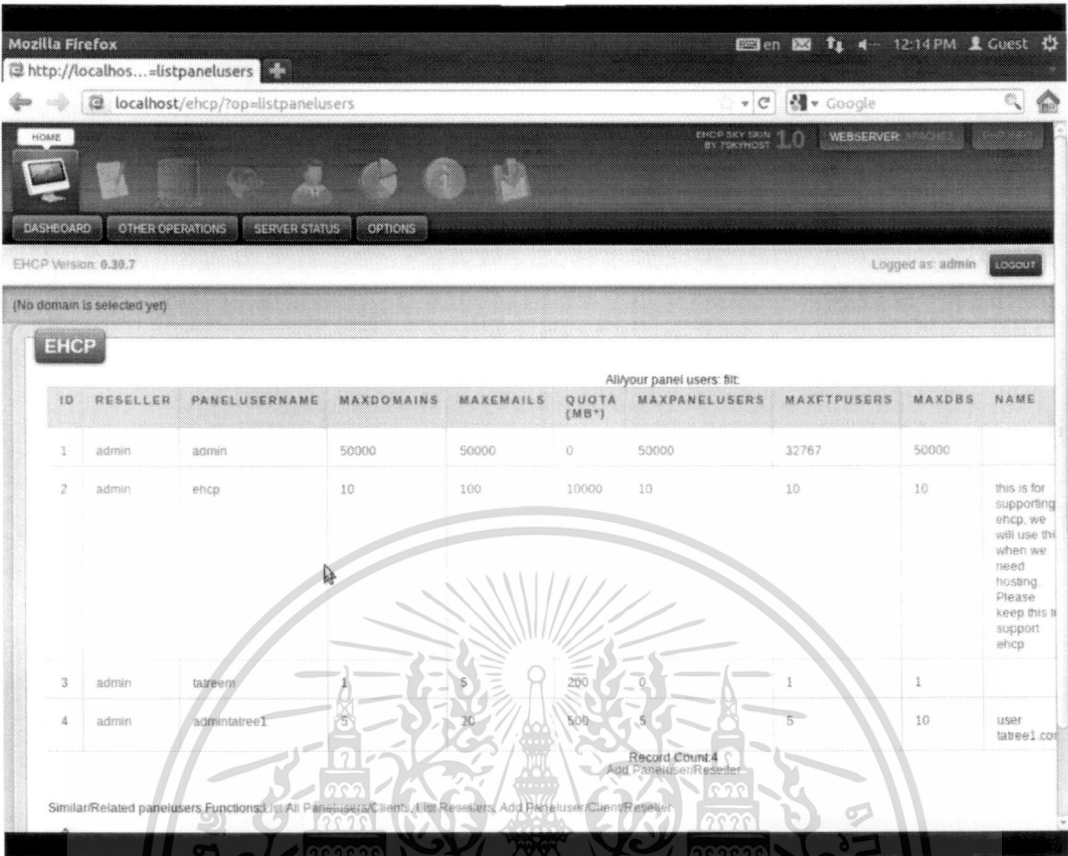 Mozilla Firefox
en 12:14 PM Guest
http://localhos...=listpanelusers
localhost/ehcp/?op=listpanelusers
Google
HOME
EHCP SKY SKIN
BY 7SKYHOST
1.0
WEBSERVER: APACHE2
PHP INFO
DASHBOARD OTHER OPERATIONS SERVER STATUS OPTIONS
EHCP Version: 0.30.7
Logged as: admin LOGOUT
(No domain is selected yet)
EHCP
All/your panel users: filt:
ID RESELLER PANELUSERNAME MAXDOMAINS MAXEMAILS QUOTA (MB*) MAXPANELUSERS MAXFTPUSERS MAXDBS NAME
1 admin admin 50000 50000 0 50000 32767 50000
2 admin ehcp 10 100 10000 10 10 10
this is for
supporting
ehcp, we
will use thi
when we
need
hosting.
Please
keep this t
support
ehcp
3 admin tatreem 1 5 200 0 1 1
4 admin admintatree1 5 20 500 5 5 10
user
tatree1.co
Record Count:4
Add Paneluser/Reseller
Similar/Related panelusers Functions:List All Panelusers/Clients, List Resellers, Add Paneluser/Client/Reseller